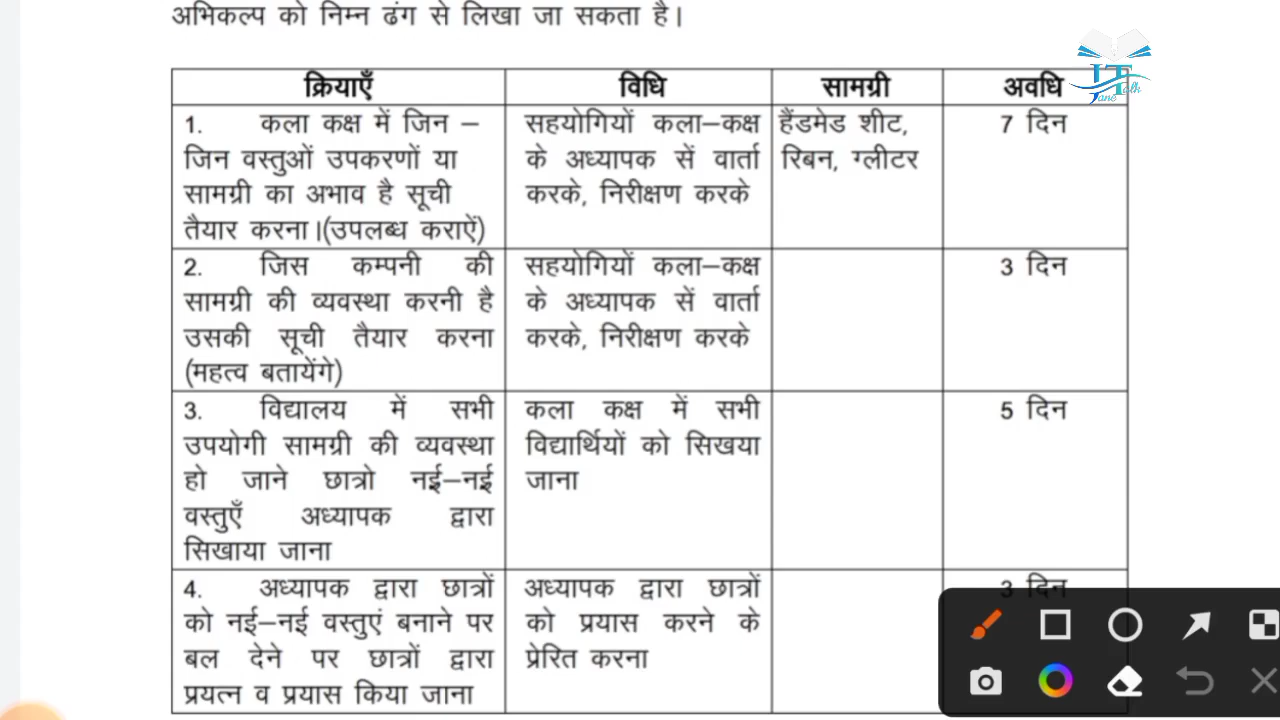 अभिकल्प को निम्न ढंग से लिखा जा सकता है।
JT
Jane Talk
क्रियाएँ विधि सामग्री अवधि
1. कला कक्ष में जिन –
जिन वस्तुओं उपकरणों या
सामग्री का अभाव है सूची
तैयार करना।(उपलब्ध कराऐं)
सहयोगियों कला–कक्ष
के अध्यापक सें वार्ता
करके, निरीक्षण करके
हैंडमेड शीट,
रिबन, ग्लीटर
7 दिन
2. जिस कम्पनी की
सामग्री की व्यवस्था करनी है
उसकी सूची तैयार करना
(महत्व बतायेंगे)
सहयोगियों कला–कक्ष
के अध्यापक सें वार्ता
करके, निरीक्षण करके
3 दिन
3. विद्यालय में सभी
उपयोगी सामग्री की व्यवस्था
हो जाने छात्रो नई–नई
वस्तुएँ अध्यापक द्वारा
सिखाया जाना
कला कक्ष में सभी
विद्यार्थियों को सिखया
जाना
5 दिन
4. अध्यापक द्वारा छात्रों
को नई–नई वस्तुएं बनाने पर
बल देने पर छात्रों द्वारा
प्रयत्न व प्रयास किया जाना
अध्यापक द्वारा छात्रों
को प्रयास करने के
प्रेरित करना
3 दिन